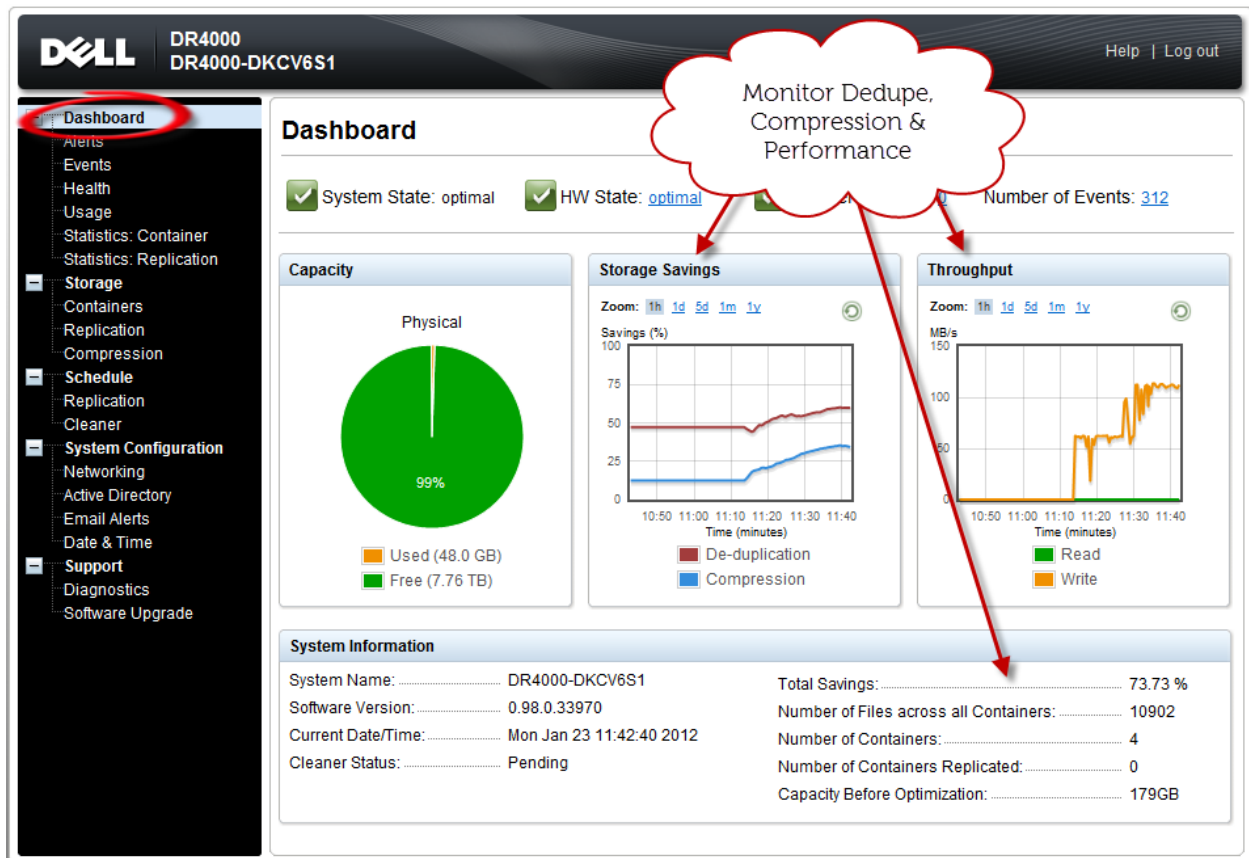 DELL
DR4000
DR4000-DKCV6S1
Help | Log out
Monitor Dedupe,
Compression &
Performance
Dashboard
Alerts
Events
Health
Usage
Statistics: Container
Statistics: Replication
Storage
Containers
Replication
Compression
Schedule
Replication
Cleaner
System Configuration
Networking
Active Directory
Email Alerts
Date & Time
Support
Diagnostics
Software Upgrade
Dashboard
System State: optimal
HW State: optimal
Number of Events: 312
Capacity
Physical
99%
Used (48.0 GB)
Free (7.76 TB)
Storage Savings
Zoom: 1h 1d 5d 1m 1y
Savings (%)
100
75
50
25
0
10:50 11:00 11:10 11:20 11:30 11:40
Time (minutes)
De-duplication
Compression
Throughput
Zoom: 1h 1d 5d 1m 1y
MB/s
150
100
50
0
10:50 11:00 11:10 11:20 11:30 11:40
Time (minutes)
Read
Write
System Information
System Name: DR4000-DKCV6S1
Software Version: 0.98.0.33970
Current Date/Time: Mon Jan 23 11:42:40 2012
Cleaner Status: Pending
Total Savings: 73.73 %
Number of Files across all Containers: 10902
Number of Containers: 4
Number of Containers Replicated: 0
Capacity Before Optimization: 179GB